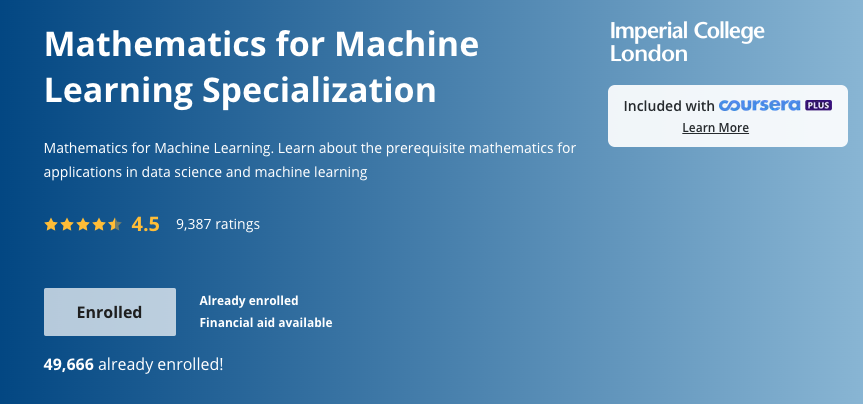 Mathematics for Machine
Learning Specialization
Imperial College
London
Included with coursera PLUS
Learn More
Mathematics for Machine Learning. Learn about the prerequisite mathematics for
applications in data science and machine learning
4.5 9,387 ratings
Enrolled
Already enrolled
Financial aid available
49,666 already enrolled!